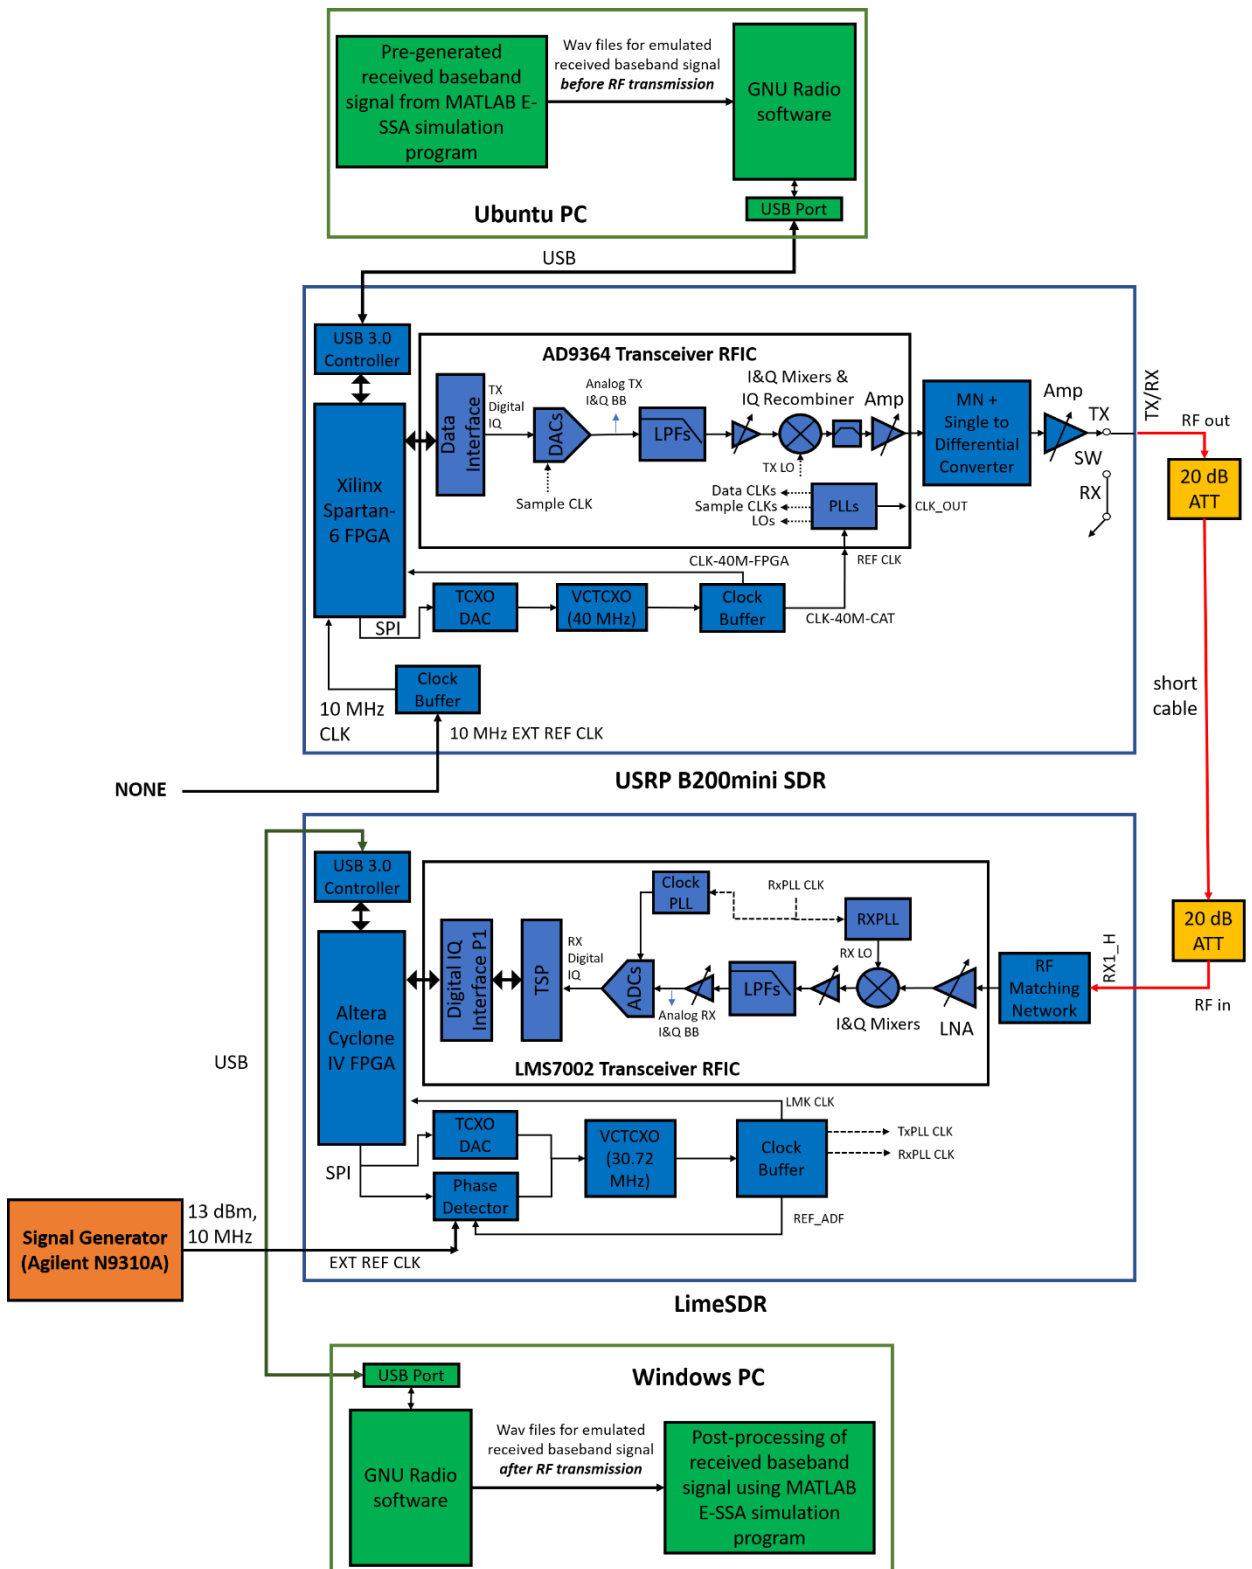 Pre-generated
received baseband
signal from MATLAB E-
SSA simulation
program
Wav files for emulated
received baseband signal
before RF transmission
GNU Radio
software
USB Port
Ubuntu PC
USB
USB 3.0
Controller
AD9364 Transceiver RFIC
Data
Interface
TX
Digital
IQ
DACs
Sample CLK
Analog TX
I&Q BB
LPFs
I&Q Mixers &
IQ Recombiner
TX LO
Amp
MN +
Single to
Differential
Converter
Amp
TX
SW
RX
TX/RX
RF out
20 dB
ATT
Xilinx
Spartan-
6 FPGA
Data CLKs
Sample CLKs
LOs
PLLs
CLK_OUT
CLK-40M-FPGA
REF CLK
SPI
TCXO
DAC
VCTCXO
(40 MHz)
Clock
Buffer
CLK-40M-CAT
Clock
Buffer
10 MHz
CLK
10 MHz EXT REF CLK
NONE
USRP B200mini SDR
short
cable
USB 3.0
Controller
Clock
PLL
RxPLL CLK
RXPLL
RX LO
Digital IQ
Interface P1
TSP
RX
Digital
IQ
ADCs
Analog RX
I&Q BB
LPFs
I&Q Mixers
LNA
RF
Matching
Network
RX1_H
20 dB
ATT
RF in
Altera
Cyclone
IV FPGA
LMS7002 Transceiver RFIC
USB
LMK CLK
TCXO
DAC
VCTCXO
(30.72
MHz)
Clock
Buffer
TxPLL CLK
RxPLL CLK
SPI
Phase
Detector
REF_ADF
Signal Generator
(Agilent N9310A)
13 dBm,
10 MHz
EXT REF CLK
LimeSDR
USB Port
Windows PC
GNU Radio
software
Wav files for emulated
received baseband signal
after RF transmission
Post-processing of
received baseband
signal using MATLAB
E-SSA simulation
program